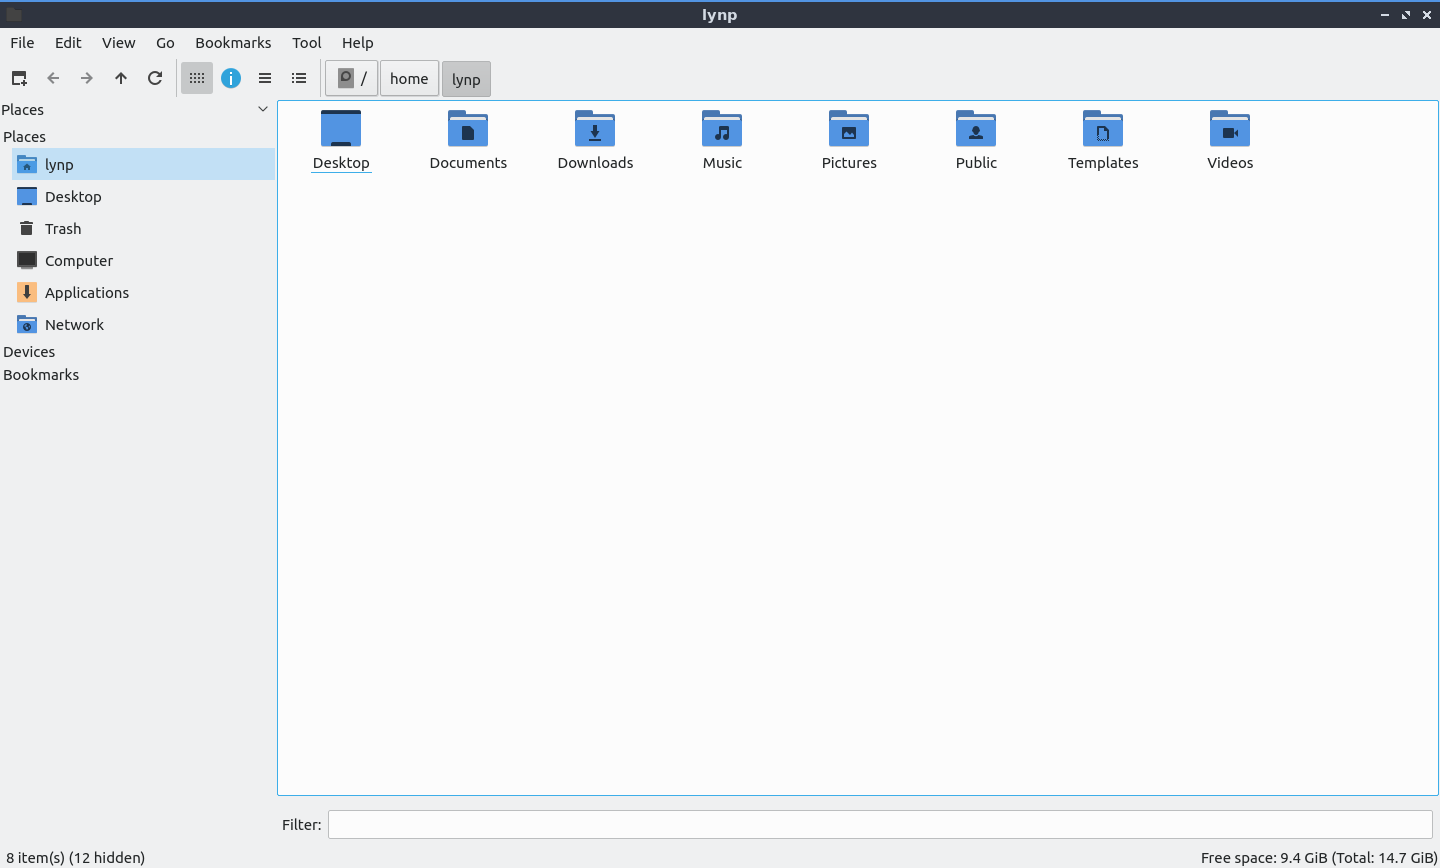 lynp
File Edit View Go Bookmarks Tool Help
/ home lynp
Places
Places
lynp
Desktop
Trash
Computer
Applications
Network
Devices
Bookmarks
Desktop Documents Downloads Music Pictures Public Templates Videos
Filter:
8 item(s) (12 hidden)
Free space: 9.4 GiB (Total: 14.7 GiB)